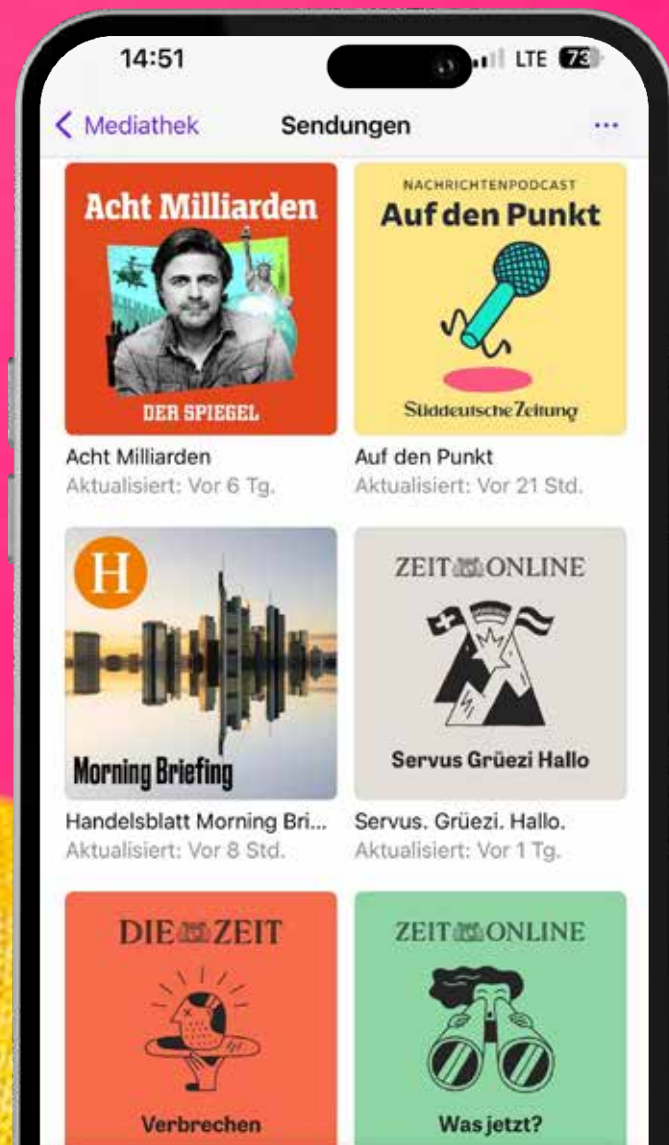 14:51
LTE 73
Mediathek
Sendungen
Acht Milliarden
DER SPIEGEL
NACHRICHTENPODCAST
Auf den Punkt
Süddeutsche Zeitung
Acht Milliarden
Aktualisiert: Vor 6 Tg.
Auf den Punkt
Aktualisiert: Vor 21 Std.
H
Morning Briefing
ZEIT ONLINE
Servus Grüezi Hallo
Handelsblatt Morning Bri...
Aktualisiert: Vor 8 Std.
Servus. Grüezi. Hallo.
Aktualisiert: Vor 1 Tg.
DIE ZEIT
Verbrechen
ZEIT ONLINE
Was jetzt?